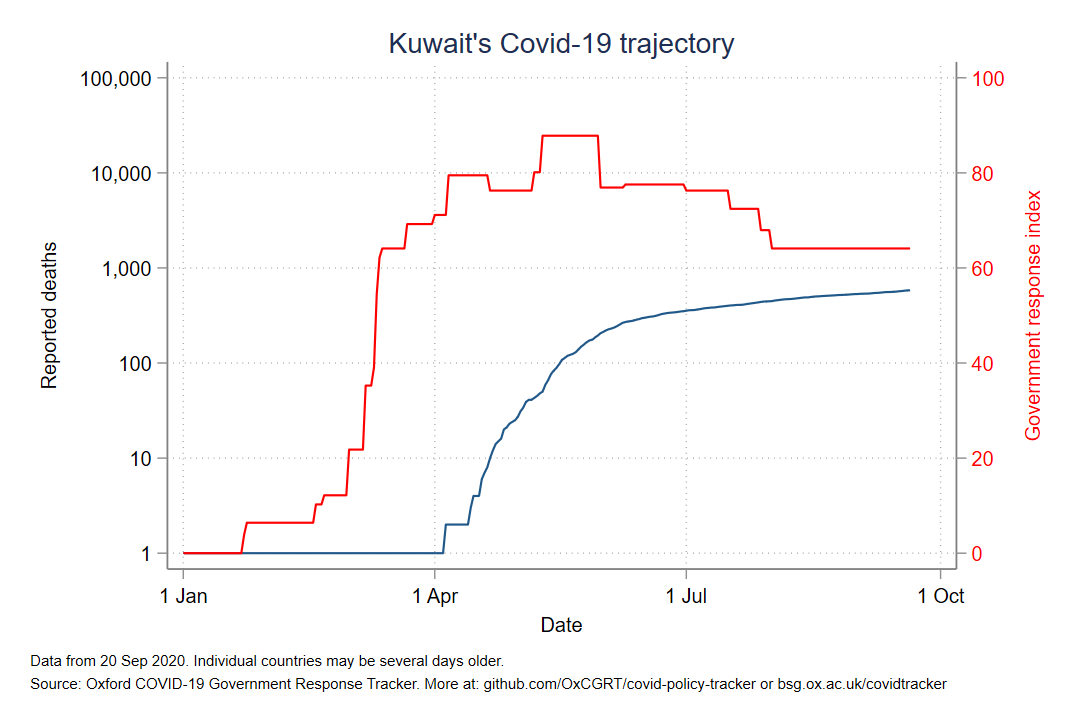 Kuwait's Covid-19 trajectory
100,000
10,000
1,000
100
10
1
Reported deaths
100
80
60
40
20
0
Government response index
1 Jan
1 Apr
1 Jul
1 Oct
Date
Data from 20 Sep 2020. Individual countries may be several days older.
Source: Oxford COVID-19 Government Response Tracker. More at: github.com/OxCGRT/covid-policy-tracker or bsg.ox.ac.uk/covidtracker